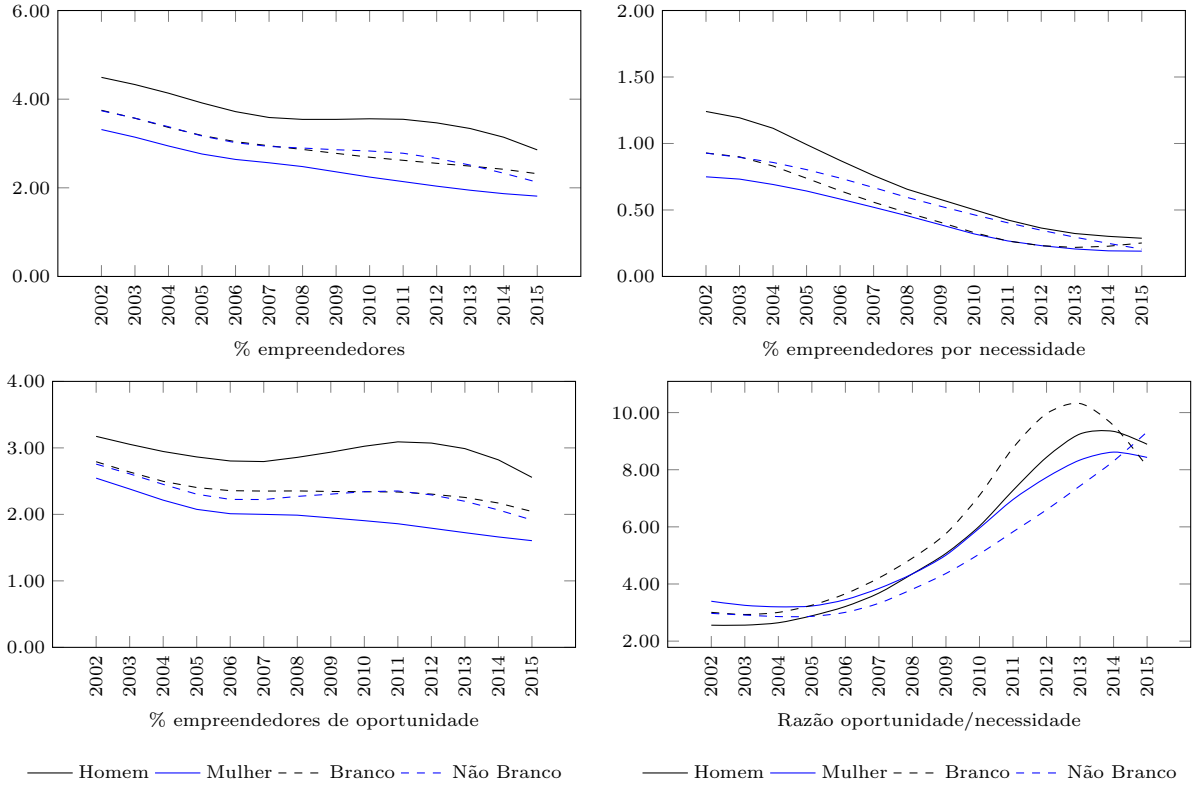 6.00
4.00
2.00
0.00
2002 2003 2004 2005 2006 2007 2008 2009 2010 2011 2012 2013 2014 2015
% empreendedores
2.00
1.50
1.00
0.50
0.00
2002 2003 2004 2005 2006 2007 2008 2009 2010 2011 2012 2013 2014 2015
% empreendedores por necessidade
4.00
3.00
2.00
1.00
0.00
2002 2003 2004 2005 2006 2007 2008 2009 2010 2011 2012 2013 2014 2015
% empreendedores de oportunidade
10.00
8.00
6.00
4.00
2.00
2002 2003 2004 2005 2006 2007 2008 2009 2010 2011 2012 2013 2014 2015
Razão oportunidade/necessidade
Homem Mulher Branco Não Branco
Homem Mulher Branco Não Branco